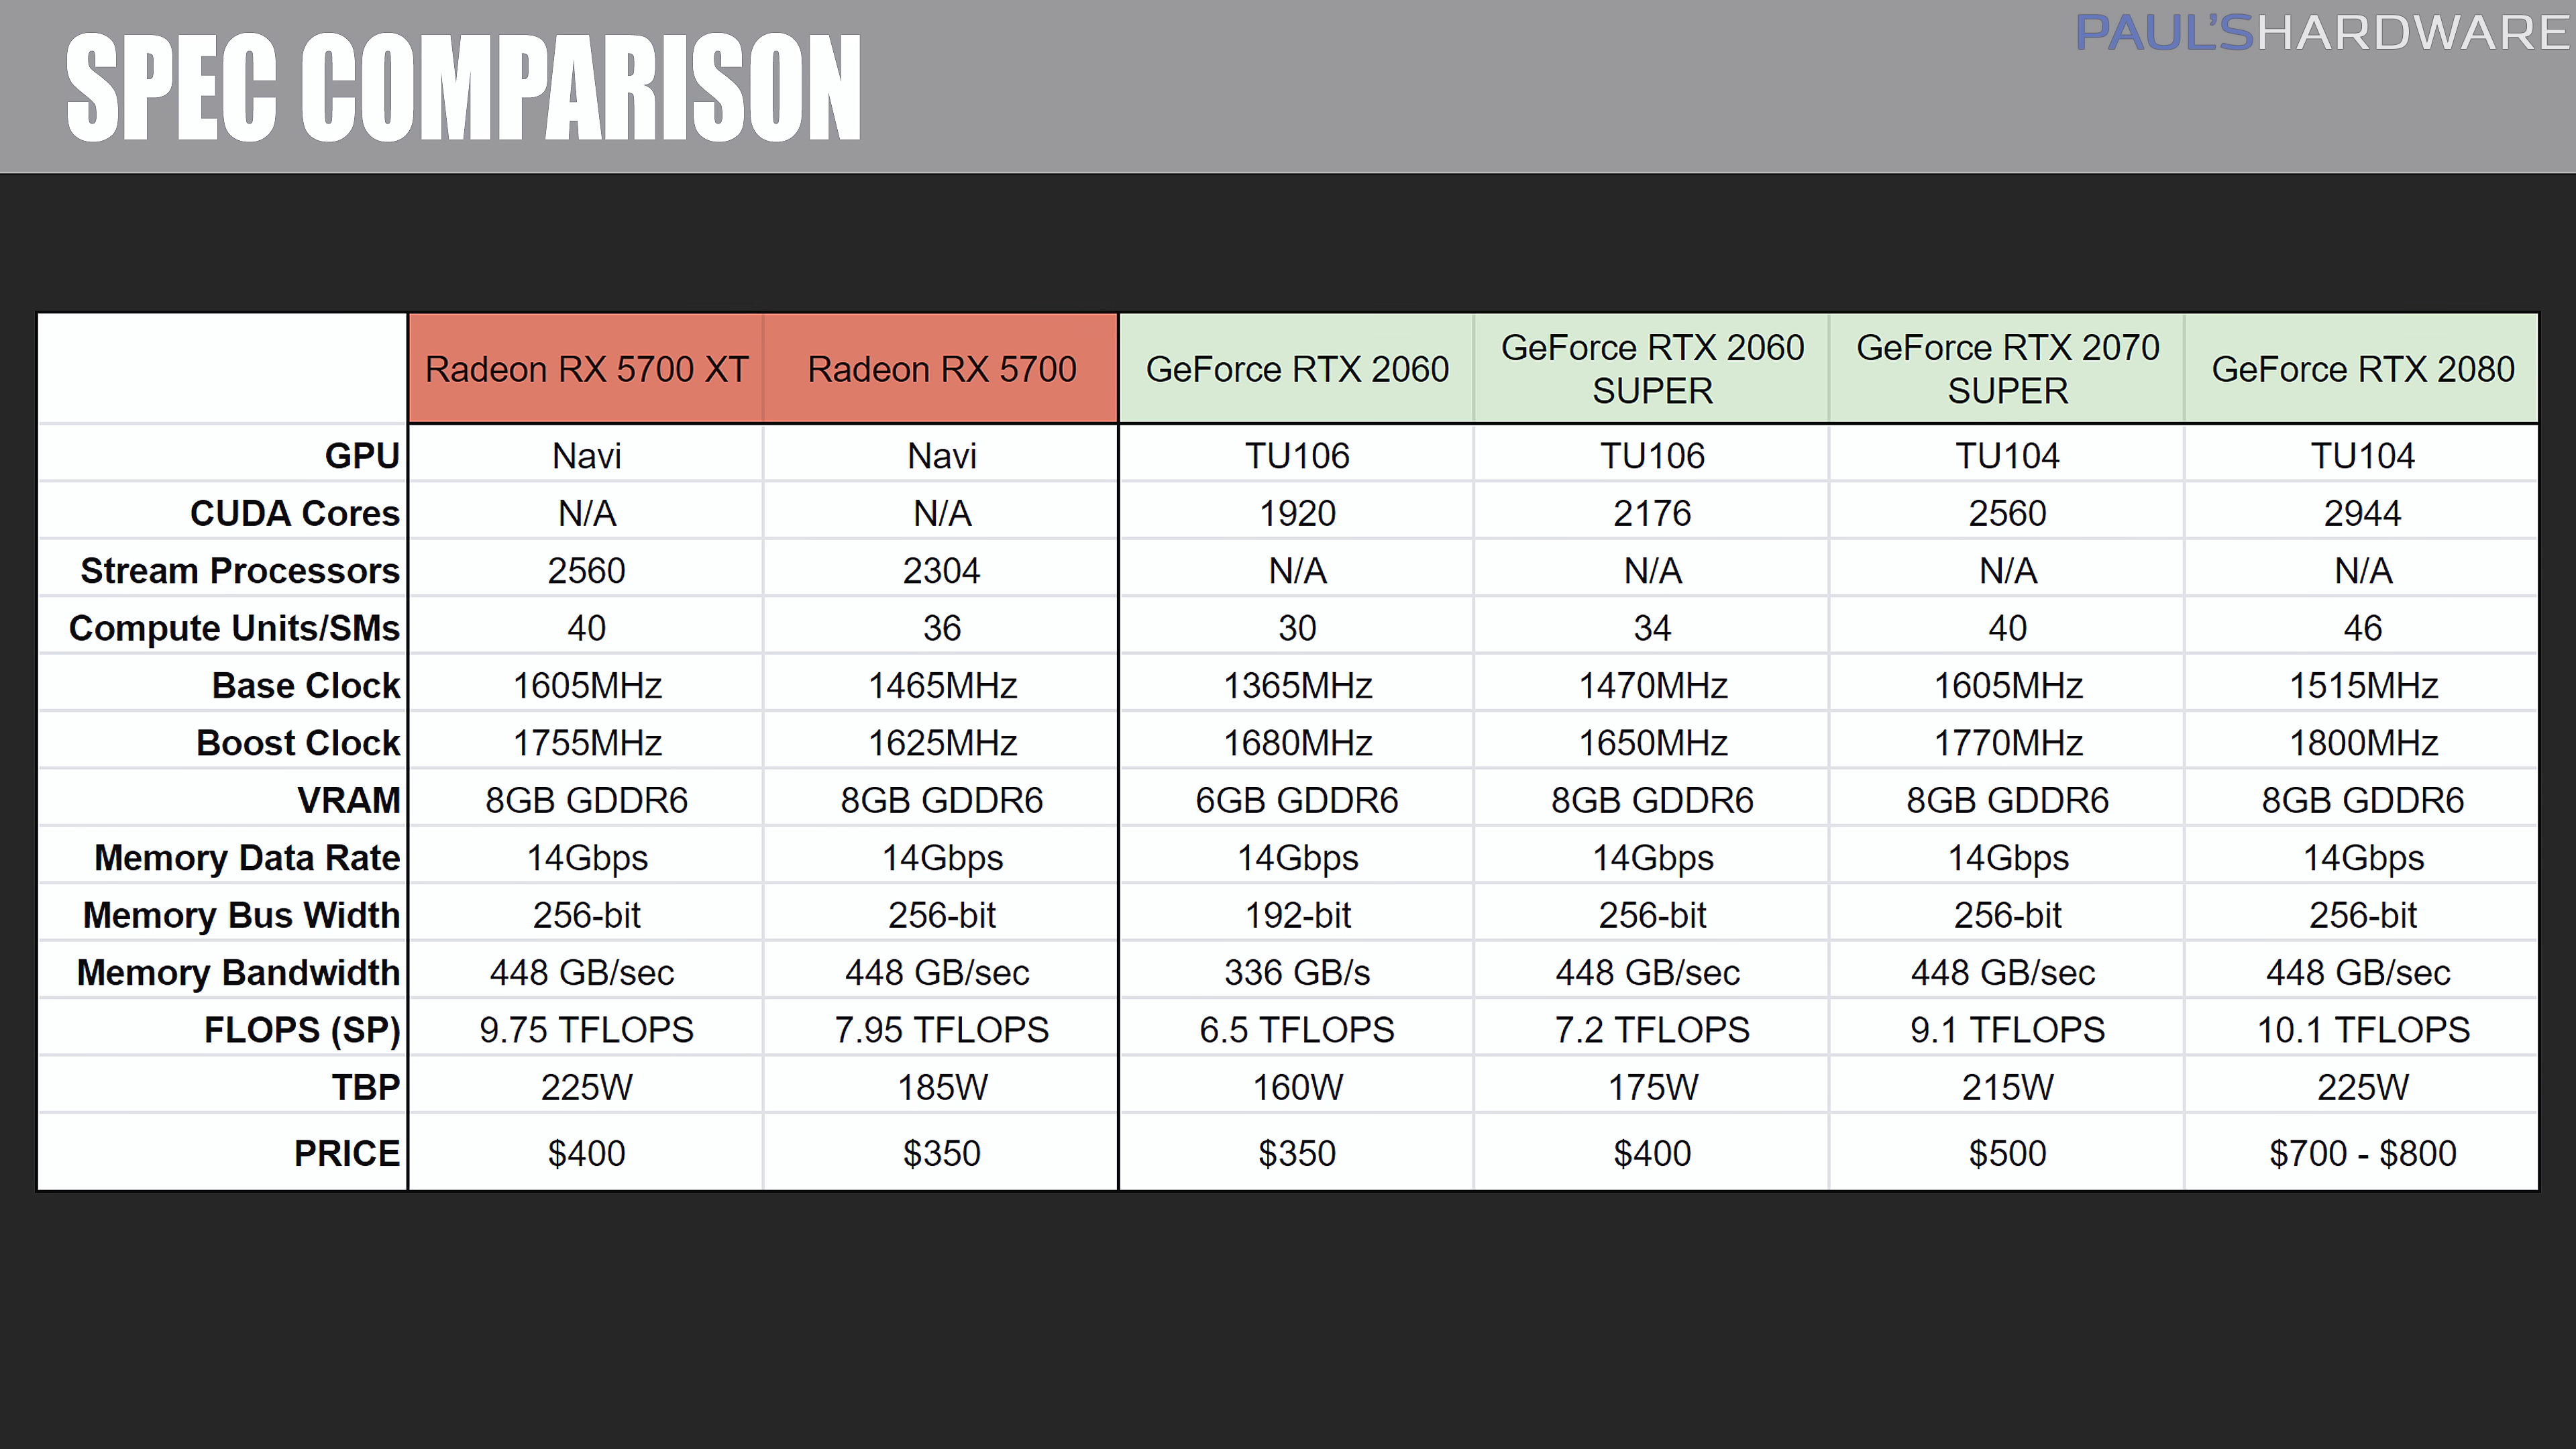 PAUL'SHARDWARE
SPEC COMPARISON
Radeon RX 5700 XT Radeon RX 5700 GeForce RTX 2060 GeForce RTX 2060 SUPER GeForce RTX 2070 SUPER GeForce RTX 2080
GPU Navi Navi TU106 TU106 TU104 TU104
CUDA Cores N/A N/A 1920 2176 2560 2944
Stream Processors 2560 2304 N/A N/A N/A N/A
Compute Units/SMs 40 36 30 34 40 46
Base Clock 1605MHz 1465MHz 1365MHz 1470MHz 1605MHz 1515MHz
Boost Clock 1755MHz 1625MHz 1680MHz 1650MHz 1770MHz 1800MHz
VRAM 8GB GDDR6 8GB GDDR6 6GB GDDR6 8GB GDDR6 8GB GDDR6 8GB GDDR6
Memory Data Rate 14Gbps 14Gbps 14Gbps 14Gbps 14Gbps 14Gbps
Memory Bus Width 256-bit 256-bit 192-bit 256-bit 256-bit 256-bit
Memory Bandwidth 448 GB/sec 448 GB/sec 336 GB/s 448 GB/sec 448 GB/sec 448 GB/sec
FLOPS (SP) 9.75 TFLOPS 7.95 TFLOPS 6.5 TFLOPS 7.2 TFLOPS 9.1 TFLOPS 10.1 TFLOPS
TBP 225W 185W 160W 175W 215W 225W
PRICE $400 $350 $350 $400 $500 $700 - $800